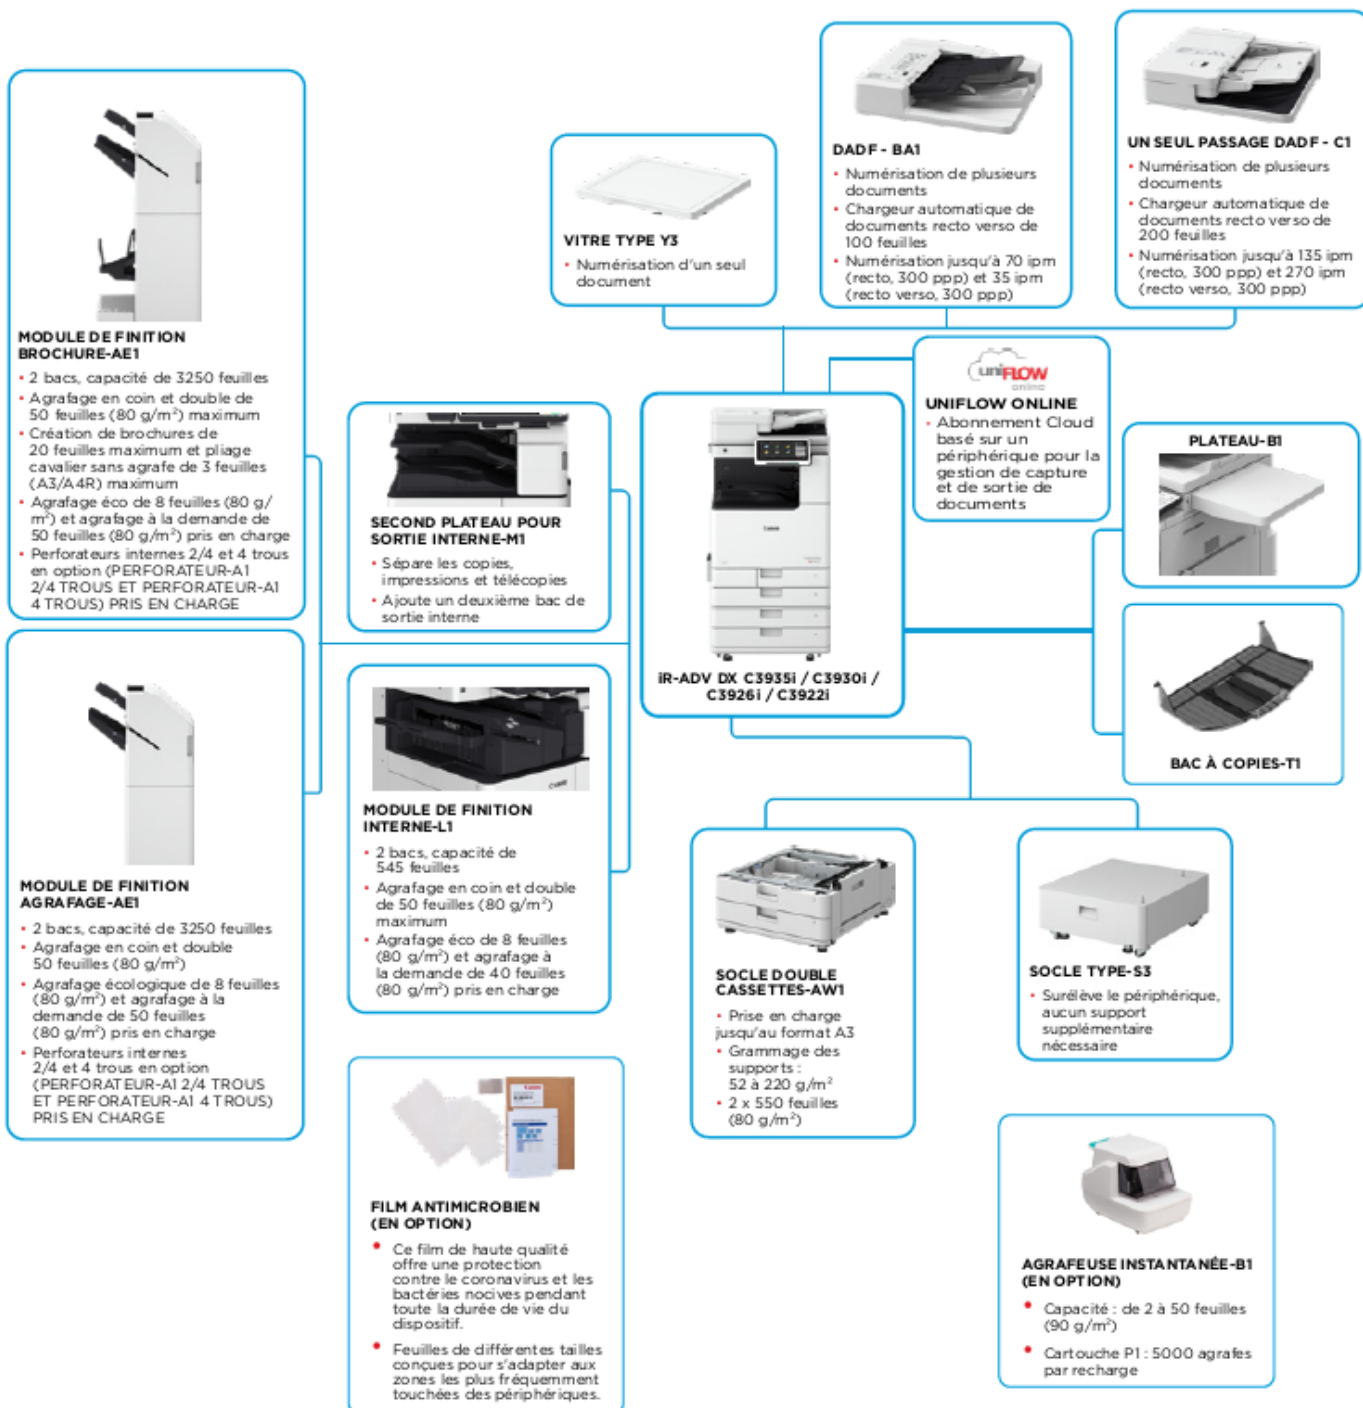 DADF - BA1
• Numérisation de plusieurs
documents
• Chargeur automatique de
documents recto verso de
100 feuilles
• Numérisation jusqu'à 70 ipm
(recto, 300 ppp) et 35 ipm
(recto verso, 300 ppp)
UN SEUL PASSAGE DADF - C1
• Numérisation de plusieurs
documents
• Chargeur automatique de
documents recto verso de
200 feuilles
• Numérisation jusqu'à 135 ipm
(recto, 300 ppp) et 270 ipm
(recto verso, 300 ppp)
VITRE TYPE Y3
• Numérisation d'un seul
document
MODULE DE FINITION
BROCHURE-AE1
• 2 bacs, capacité de 3250 feuilles
• Agrafage en coin et double de
50 feuilles (80 g/m²) maximum
• Création de brochures de
20 feuilles maximum et pliage
cavalier sans agrafe de 3 feuilles
(A3/A4R) maximum
• Agrafage éco de 8 feuilles (80 g/
m²) et agrafage à la demande de
50 feuilles (80 g/m²) pris en charge
• Perforateurs internes 2/4 et 4 trous
en option (PERFORATEUR-A1
2/4 TROUS ET PERFORATEUR-A1
4 TROUS) PRIS EN CHARGE
uniFLOW
online
UNIFLOW ONLINE
• Abonnement Cloud
basé sur un
périphérique pour la
gestion de capture
et de sortie de
documents
SECOND PLATEAU POUR
SORTIE INTERNE-M1
• Sépare les copies,
impressions et télécopies
• Ajoute un deuxième bac de
sortie interne
Canon
iR-ADV DX C3935i / C3930i /
C3926i / C3922i
PLATEAU-B1
BAC À COPIES-T1
MODULE DE FINITION
AGRAFAGE-AE1
• 2 bacs, capacité de 3250 feuilles
• Agrafage en coin et double
50 feuilles (80 g/m²)
• Agrafage écologique de 8 feuilles
(80 g/m²) et agrafage à la
demande de 50 feuilles
(80 g/m²) pris en charge
• Perforateurs internes
2/4 et 4 trous en option
(PERFORATEUR-A1 2/4 TROUS
ET PERFORATEUR-A1 4 TROUS)
PRIS EN CHARGE
Canon
MODULE DE FINITION
INTERNE-L1
• 2 bacs, capacité de
545 feuilles
• Agrafage en coin et double
de 50 feuilles (80 g/m²)
maximum
• Agrafage éco de 8 feuilles
(80 g/m²) et agrafage à
la demande de 40 feuilles
(80 g/m²) pris en charge
SOCLE DOUBLE
CASSETTES-AW1
• Prise en charge
jusqu'au format A3
• Grammage des
supports :
52 à 220 g/m²
• 2 x 550 feuilles
(80 g/m²)
SOCLE TYPE-S3
• Surélève le périphérique,
aucun support
supplémentaire
nécessaire
Canon
FILM ANTIMICROBIEN
(EN OPTION)
• Ce film de haute qualité
offre une protection
contre le coronavirus et les
bactéries nocives pendant
toute la durée de vie du
dispositif.
• Feuilles de différentes tailles
conçues pour s'adapter aux
zones les plus fréquemment
touchées des périphériques.
AGRAFEUSE INSTANTANÉE-B1
(EN OPTION)
• Capacité : de 2 à 50 feuilles
(90 g/m²)
• Cartouche P1 : 5000 agrafes
par recharge